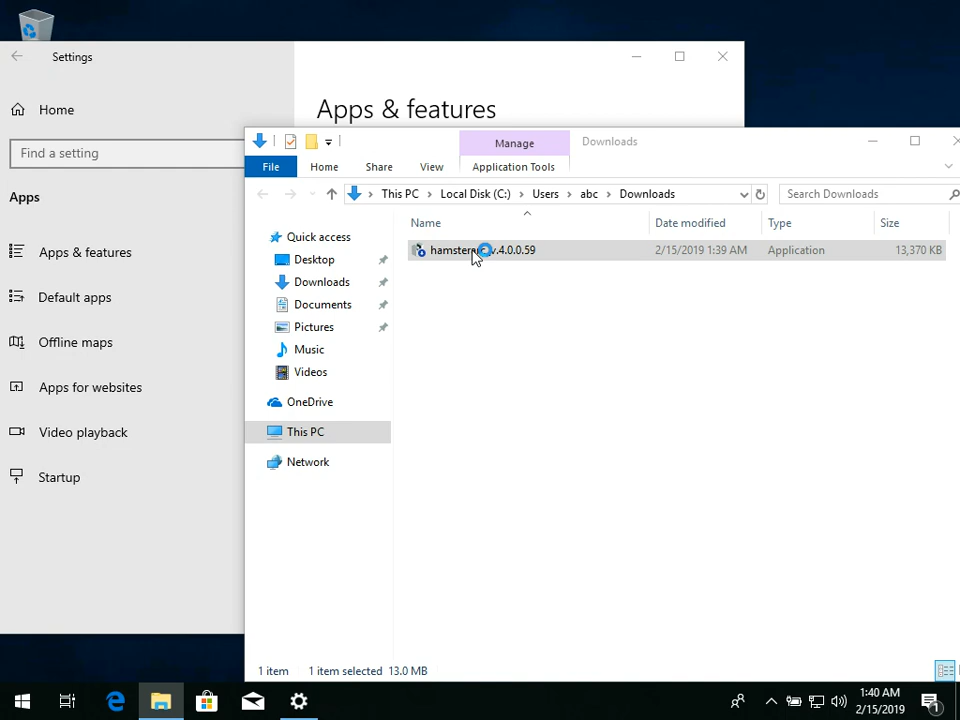 Settings
Home
Apps & features
Find a setting
Apps
Apps & features
Default apps
Offline maps
Apps for websites
Video playback
Startup
Manage
Downloads
File
Home
Share
View
Application Tools
This PC
Local Disk (C:)
Users
abc
Downloads
Search Downloads
Name
Date modified
Type
Size
v.4.0.0.59
2/15/2019 1:39 AM
Application
13,370 KB
Quick access
Desktop
Downloads
Documents
Pictures
Music
Videos
OneDrive
This PC
Network
1 item
1 item selected
13.0 MB
1:40 AM
2/15/2019
1